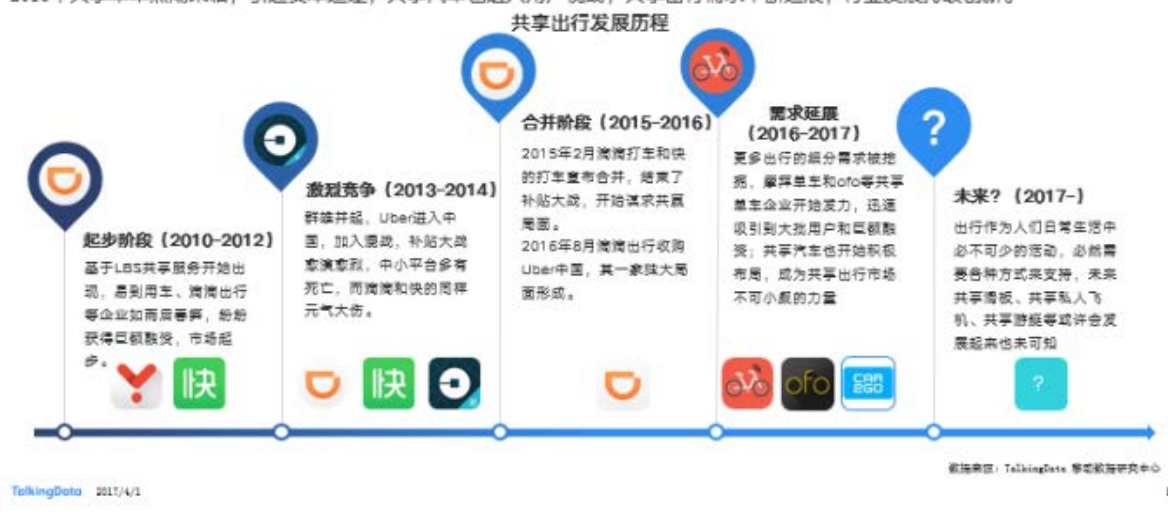 共享出行发展历程
起步阶段（2010-2012）
基于LBS共享服务开始出
现，易到用车、滴滴出行
等企业如雨后春笋，纷纷
获得巨额融资，市场起
步。
快
激烈竞争（2013-2014）
群雄并起，Uber进入中
国，加入混战，补贴大战
愈演愈烈，中小平台多有
死亡，而滴滴和快的同样
元气大伤。
快
合并阶段（2015-2016）
2015年2月滴滴打车和快
的打车宣布合并，结束了
补贴大战，开始谋求共赢
局面。
2016年8月滴滴出行收购
Uber中国，其一家独大局
面形成。
需求延展
（2016-2017）
更多出行的细分需求被挖
掘，摩拜单车和ofo等共享
单车企业开始发力，迅速
吸引到大批用户和巨额融
资；共享汽车也开始积极
布局，成为共享出行市场
不可小觑的力量
ofo
CAR
2GO
?
未来？（2017-）
出行作为人们日常生活中
必不可少的活动，必然需
要各种方式来支持，未来
共享滑板、共享私人飞
机、共享游艇等或许会发
展起来也未可知
?
数据来源：TalkingData 移动数据研究中心
TalkingData 2017/4/1